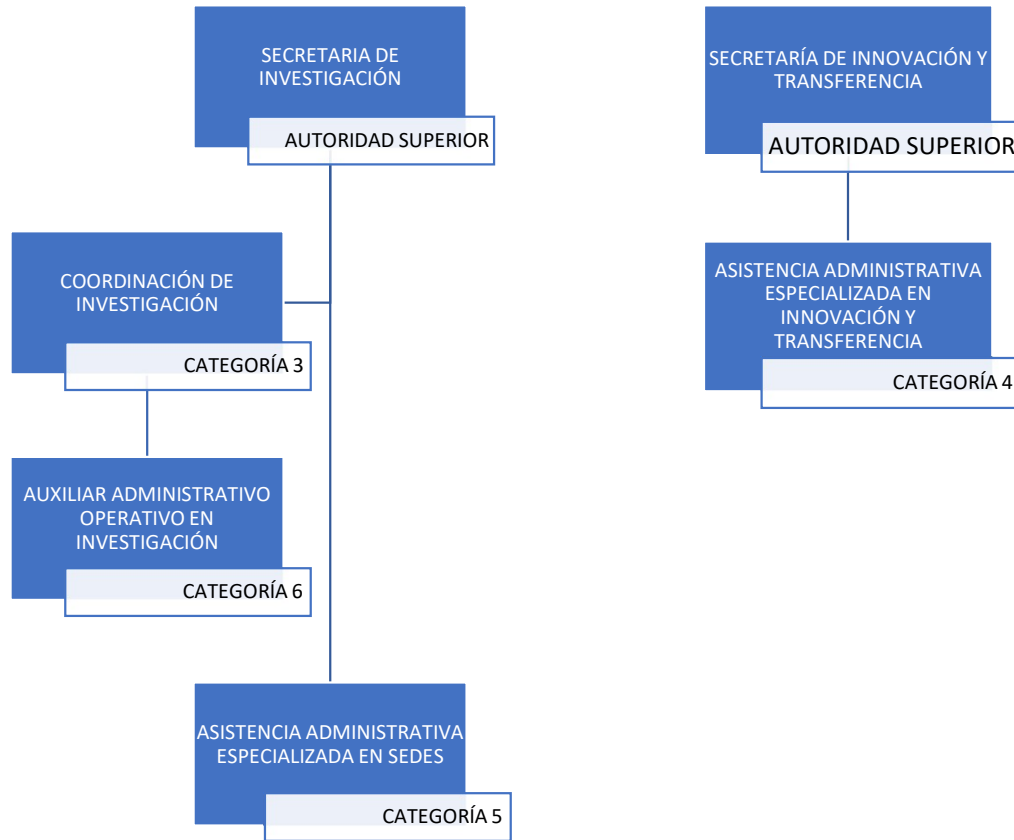 SECRETARIA DE
INVESTIGACIÓN
AUTORIDAD SUPERIOR
COORDINACIÓN DE
INVESTIGACIÓN
CATEGORÍA 3
AUXILIAR ADMINISTRATIVO
OPERATIVO EN
INVESTIGACIÓN
CATEGORÍA 6
ASISTENCIA ADMINISTRATIVA
ESPECIALIZADA EN SEDES
CATEGORÍA 5
SECRETARÍA DE INNOVACIÓN Y
TRANSFERENCIA
AUTORIDAD SUPERIOR
ASISTENCIA ADMINISTRATIVA
ESPECIALIZADA EN
INNOVACIÓN Y
TRANSFERENCIA
CATEGORÍA 4